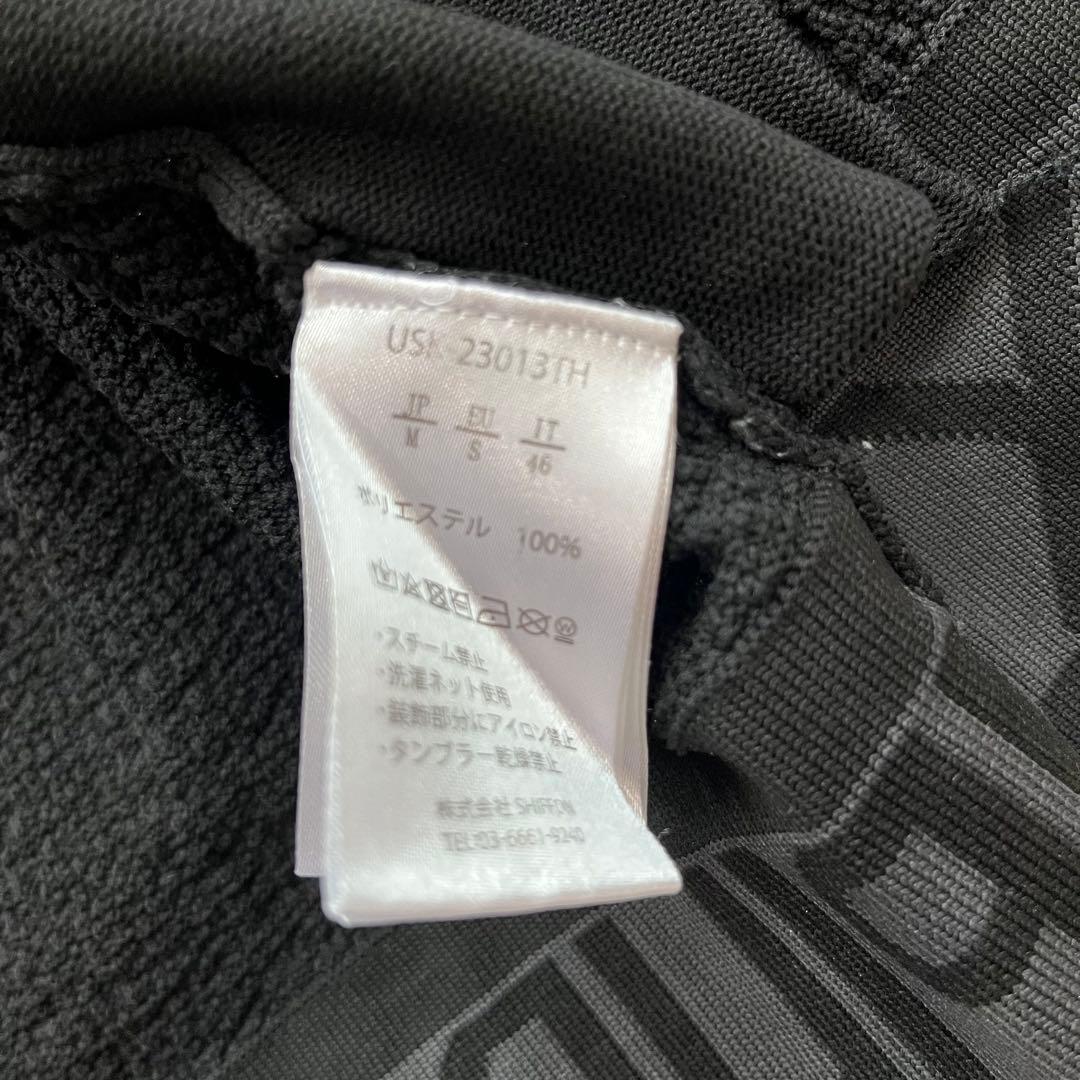 USK-23013TH
JP EU IT
M S 46
ポリエステル 100%
・スチーム禁止
・洗濯ネット使用
・装飾部分にアイロン禁止
・タンブラー乾燥禁止
株式会社 SHIFFON
TEL:03-6661-9240